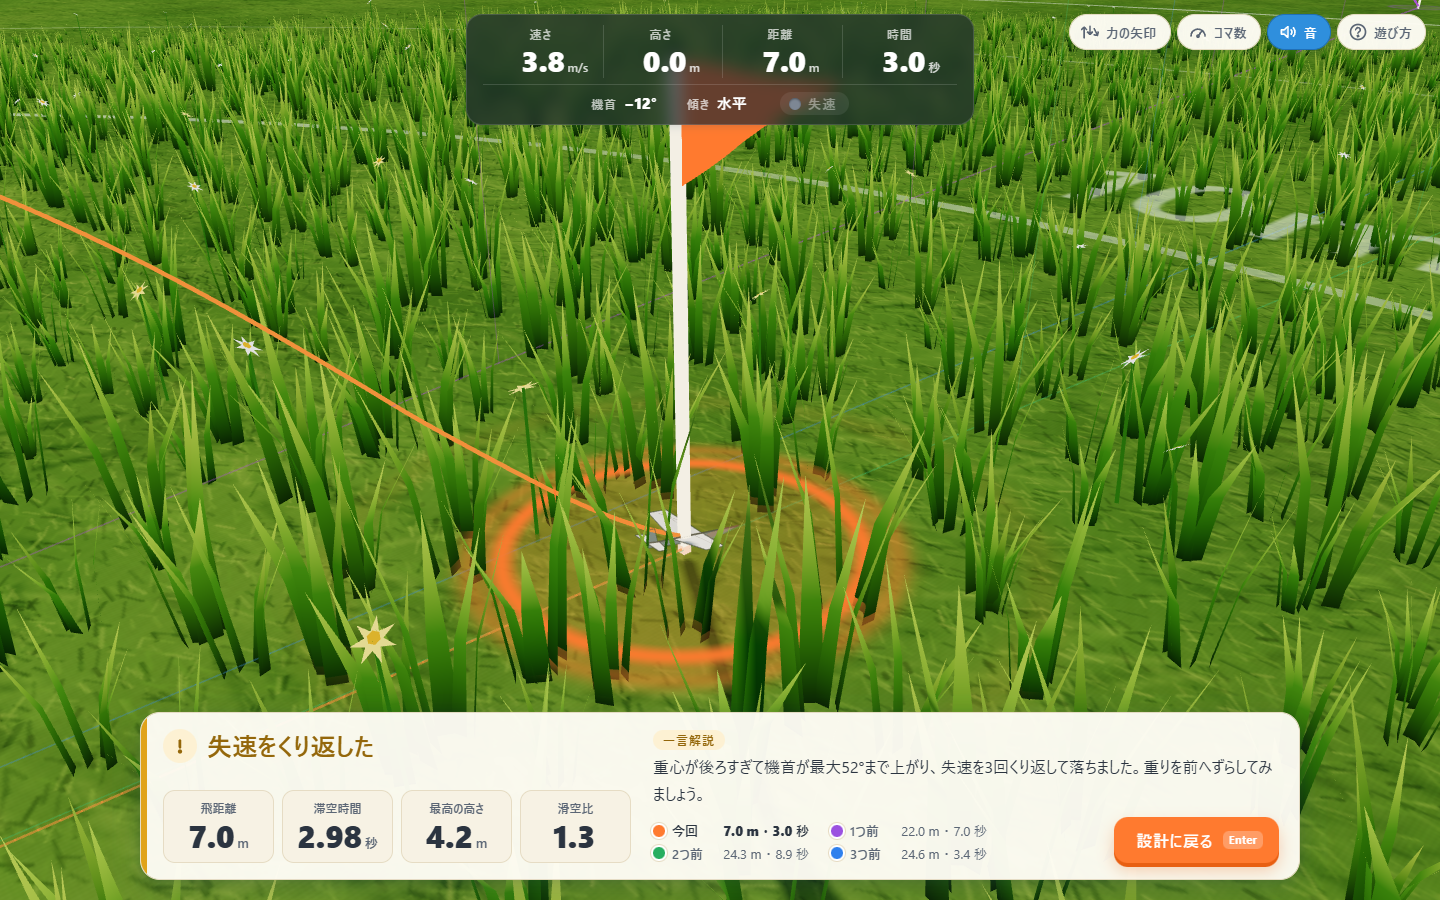 速さ 高さ 距離 時間
3.8 m/s 0.0 m 7.0 m 3.0 秒
機首 −12° 傾き 水平 失速
力の矢印 コマ数 音 遊び方
! 失速をくり返した
飛距離 滞空時間 最高の高さ 滑空比
7.0 m 2.98 秒 4.2 m 1.3
一言解説
重心が後ろすぎて機首が最大52°まで上がり、失速を3回くり返して落ちました。重りを前へずらしてみ
ましょう。
今回 7.0 m・3.0 秒 1つ前 22.0 m・7.0 秒
2つ前 24.3 m・8.9 秒 3つ前 24.6 m・3.4 秒
設計に戻る Enter